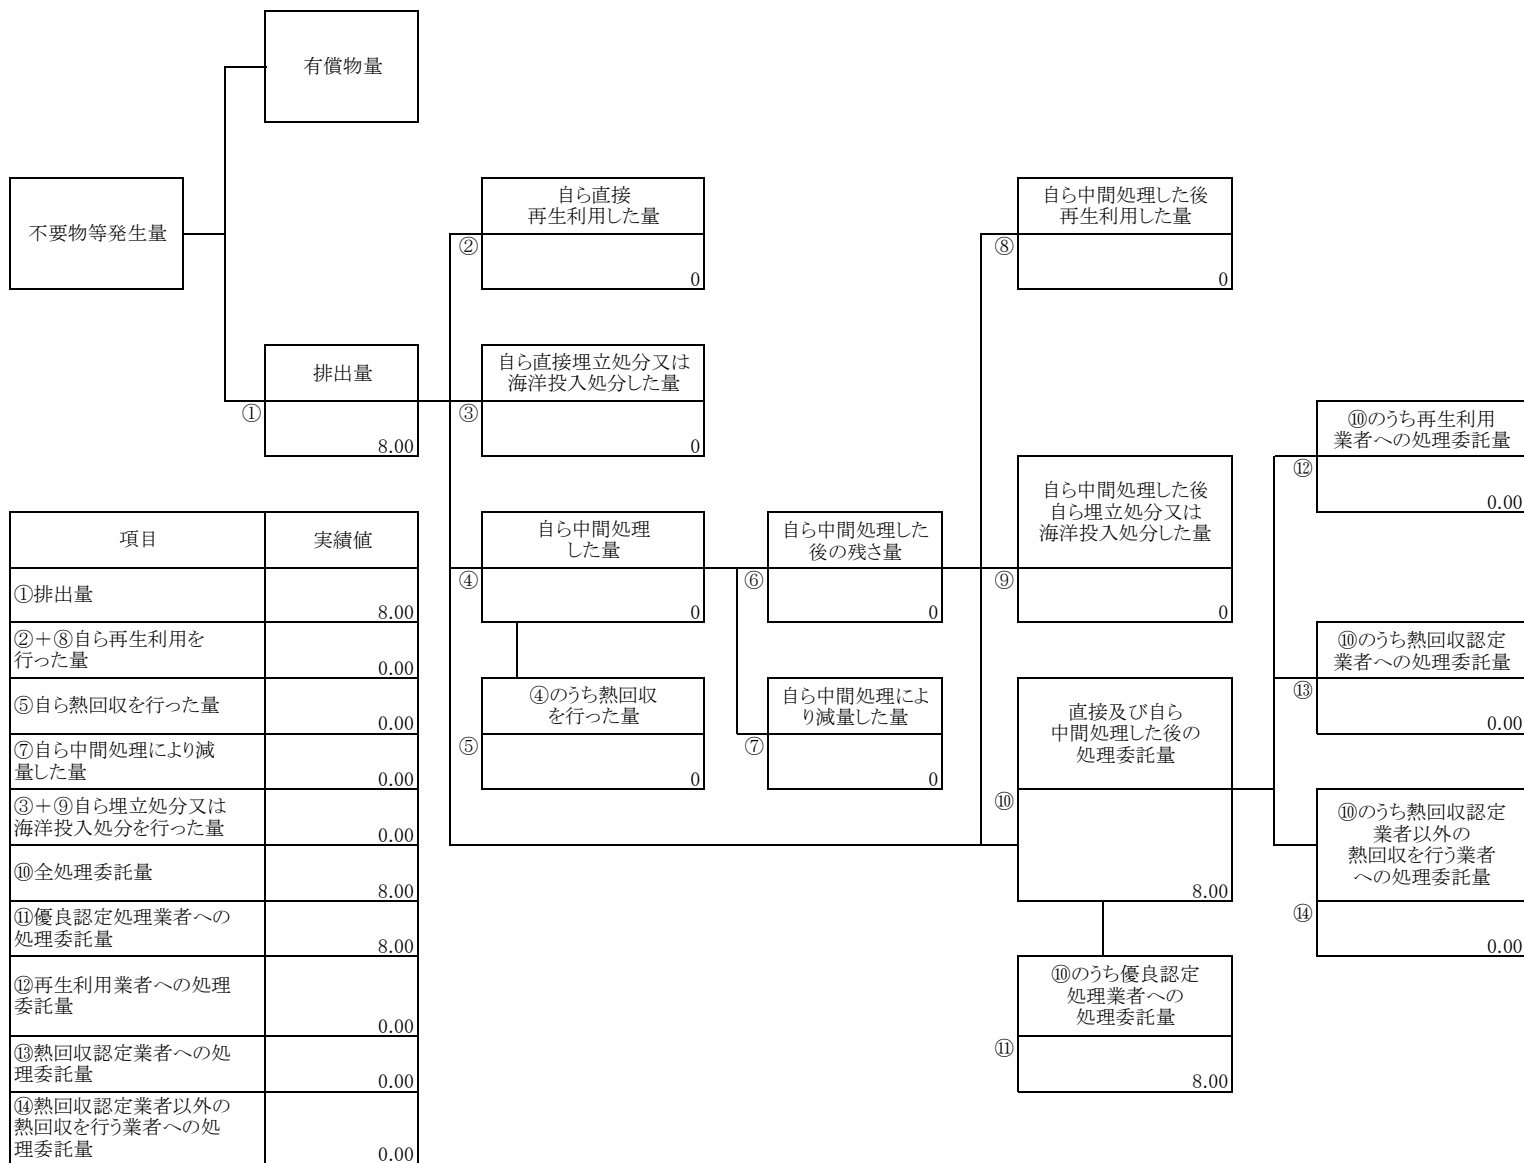 有償物量
不要物等発生量
自ら直接
再生利用した量
②
0
自ら中間処理した後
再生利用した量
⑧
0
排出量
①
8.00
自ら直接埋立処分又は
海洋投入処分した量
③
0
⑩のうち再生利用
業者への処理委託量
⑫
0.00
自ら中間処理
した量
④
0
自ら中間処理した
後の残さ量
⑥
0
自ら中間処理した後
自ら埋立処分又は
海洋投入処分した量
⑨
0
⑩のうち熱回収認定
業者への処理委託量
⑬
0.00
④のうち熱回収
を行った量
⑤
0
自ら中間処理によ
り減量した量
⑦
0
直接及び自ら
中間処理した後の
処理委託量
⑩
8.00
⑩のうち熱回収認定
業者以外の
熱回収を行う業者
への処理委託量
⑭
0.00
⑩のうち優良認定
処理業者への
処理委託量
⑪
8.00
項目 実績値
①排出量
8.00
②+⑧自ら再生利用を
行った量
0.00
⑤自ら熱回収を行った量
0.00
⑦自ら中間処理により減
量した量
0.00
③+⑨自ら埋立処分又は
海洋投入処分を行った量
0.00
⑩全処理委託量
8.00
⑪優良認定処理業者への
処理委託量
8.00
⑫再生利用業者への処理
委託量
0.00
⑬熱回収認定業者への処
理委託量
0.00
⑭熱回収認定業者以外の
熱回収を行う業者への処
理委託量
0.00